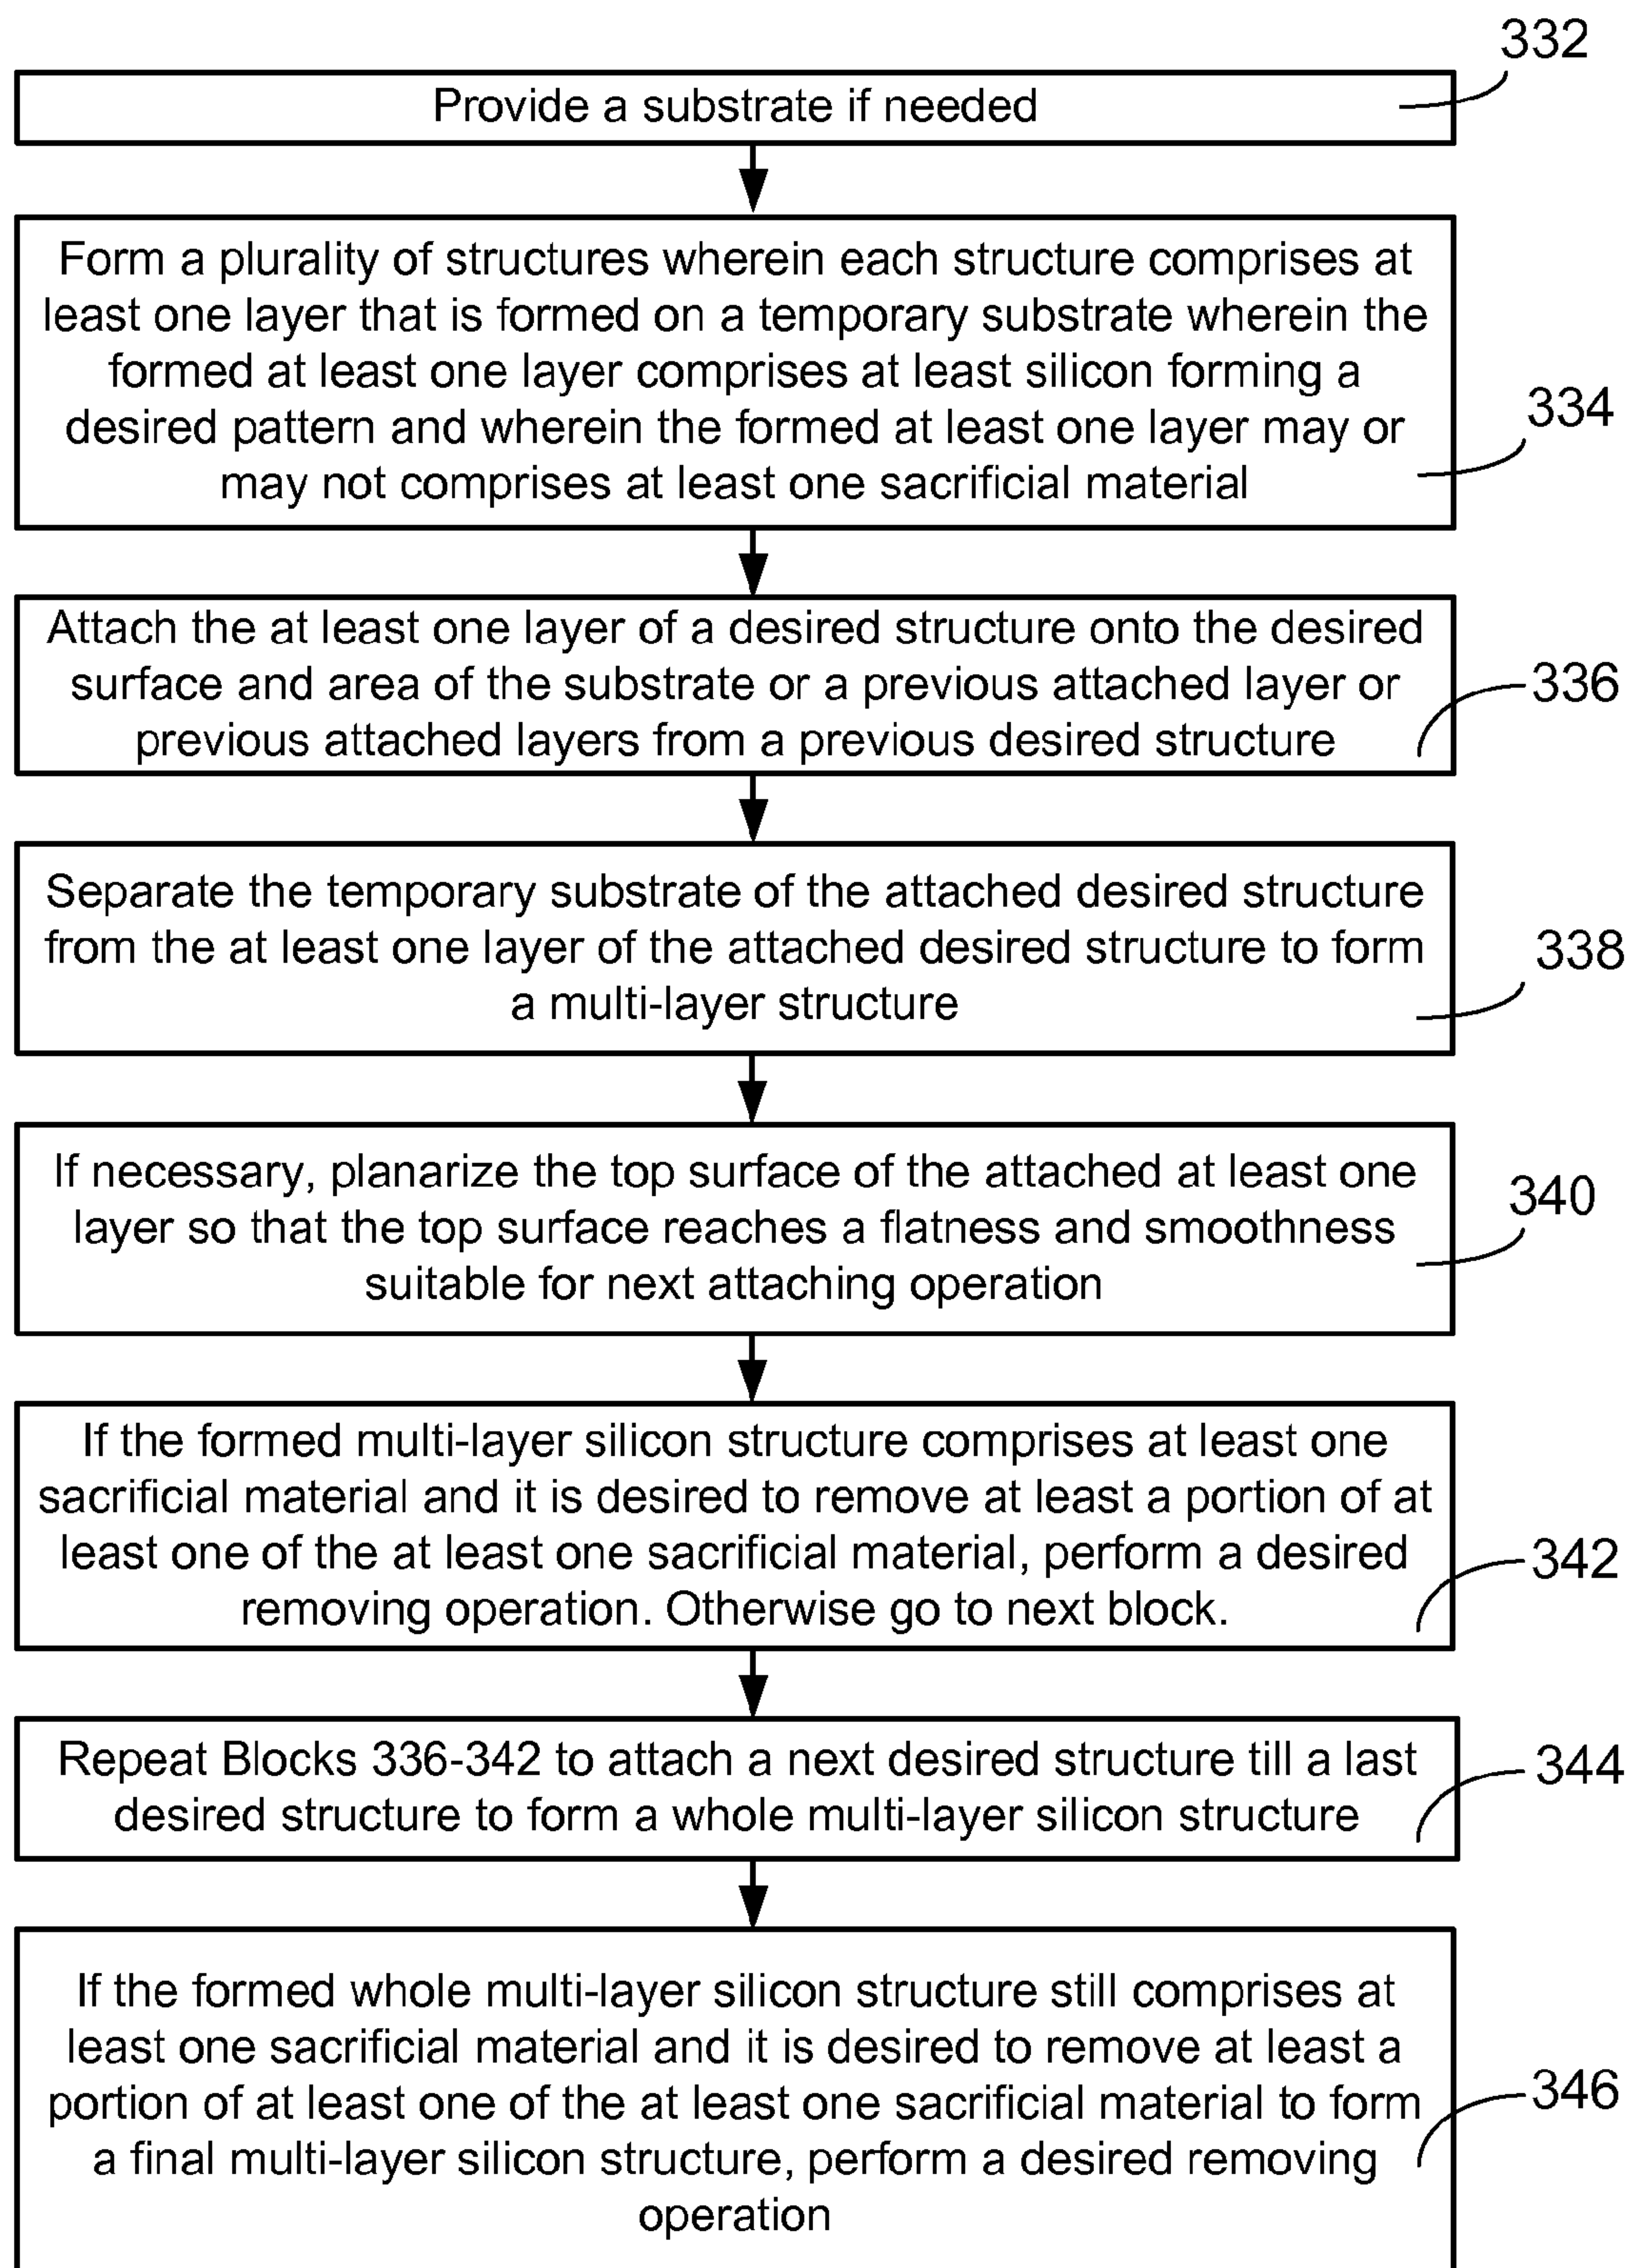 332
Provide a substrate if needed
Form a plurality of structures wherein each structure comprises at
least one layer that is formed on a temporary substrate wherein the
formed at least one layer comprises at least silicon forming a
desired pattern and wherein the formed at least one layer may or
may not comprises at least one sacrificial material
334
Attach the at least one layer of a desired structure onto the desired
surface and area of the substrate or a previous attached layer or
previous attached layers from a previous desired structure
336
Separate the temporary substrate of the attached desired structure
from the at least one layer of the attached desired structure to form
a multi-layer structure
338
If necessary, planarize the top surface of the attached at least one
layer so that the top surface reaches a flatness and smoothness
suitable for next attaching operation
340
If the formed multi-layer silicon structure comprises at least one
sacrificial material and it is desired to remove at least a portion of at
least one of the at least one sacrificial material, perform a desired
removing operation. Otherwise go to next block.
342
Repeat Blocks 336-342 to attach a next desired structure till a last
desired structure to form a whole multi-layer silicon structure
344
If the formed whole multi-layer silicon structure still comprises at
least one sacrificial material and it is desired to remove at least a
portion of at least one of the at least one sacrificial material to form
a final multi-layer silicon structure, perform a desired removing
operation
346